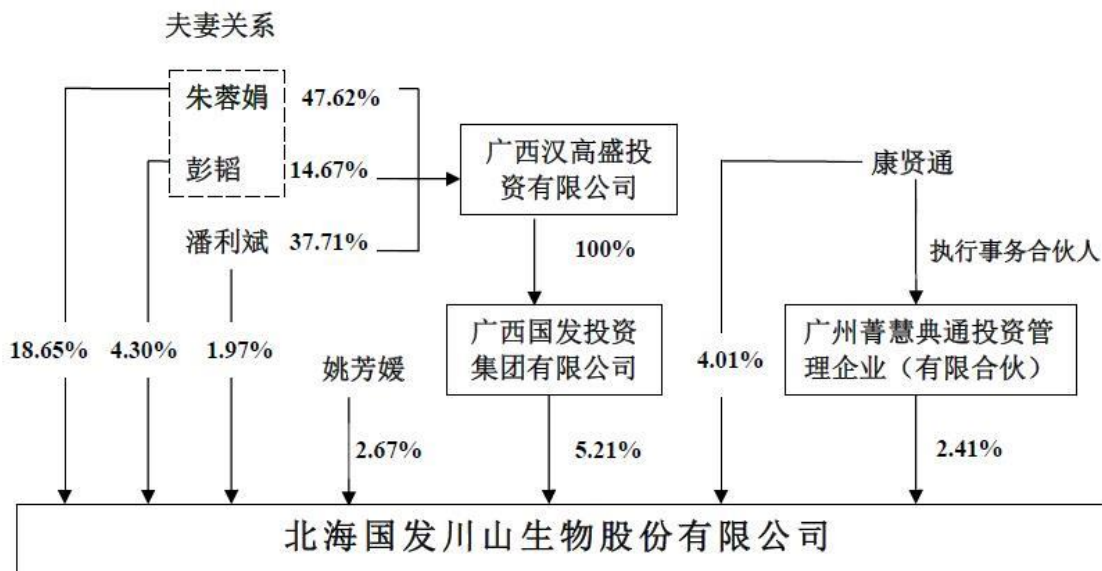 夫妻关系
朱蓉娟 47.62%
彭韬 14.67%
潘利斌 37.71%
广西汉高盛投
资有限公司
康贤通
100%
执行事务合伙人
18.65% 4.30% 1.97%
姚芳媛
广西国发投资
集团有限公司
4.01%
广州菁慧典通投资管
理企业（有限合伙）
2.67%
5.21%
2.41%
北海国发川山生物股份有限公司